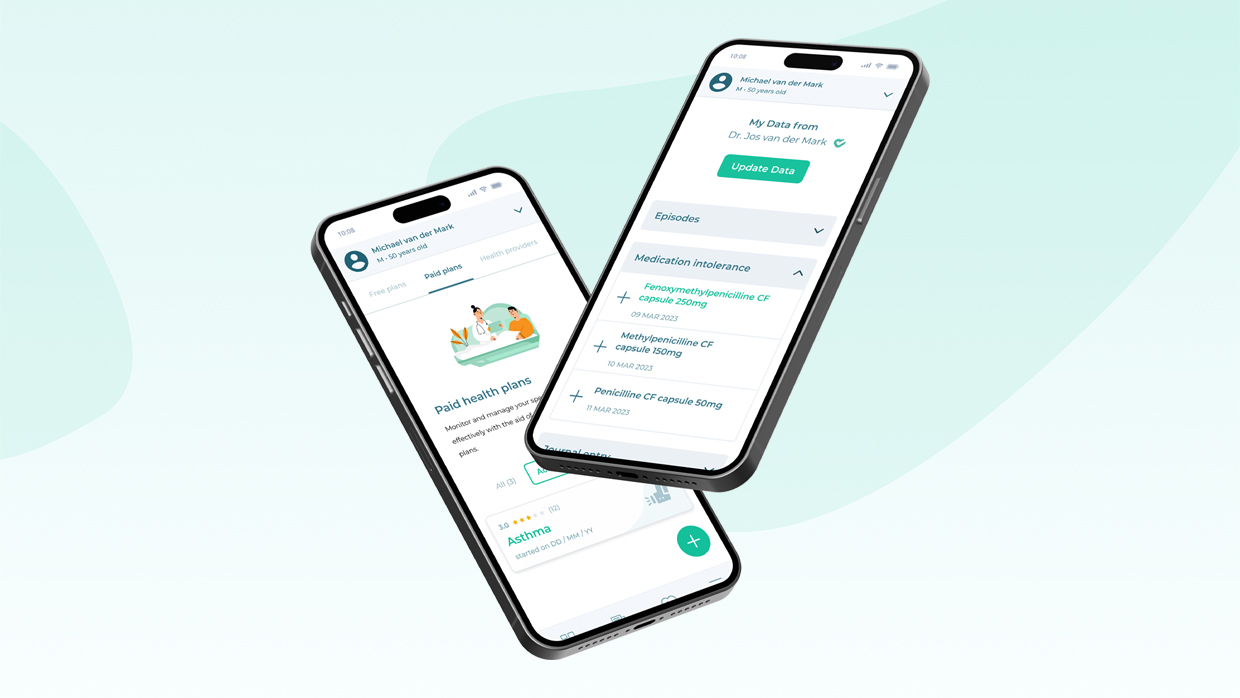 10:08
Michael van der Mark
M - 50 years old
Free plans
Paid plans
Health providers
Paid health plans
Monitor and manage your
effectively with the aid of
plans.
All (3)
3.0
(12)
Asthma
started on DD / MM / YY
10:08
Michael van der Mark
M - 50 years old
My Data from
Dr. Jos van der Mark
Update Data
Episodes
Medication intolerance
Fenoxymethylpenicilline CF
capsule 250mg
09 MAR 2023
Methylpenicilline CF
capsule 150mg
10 MAR 2023
Penicilline CF capsule 50mg
11 MAR 2023
Journal entry